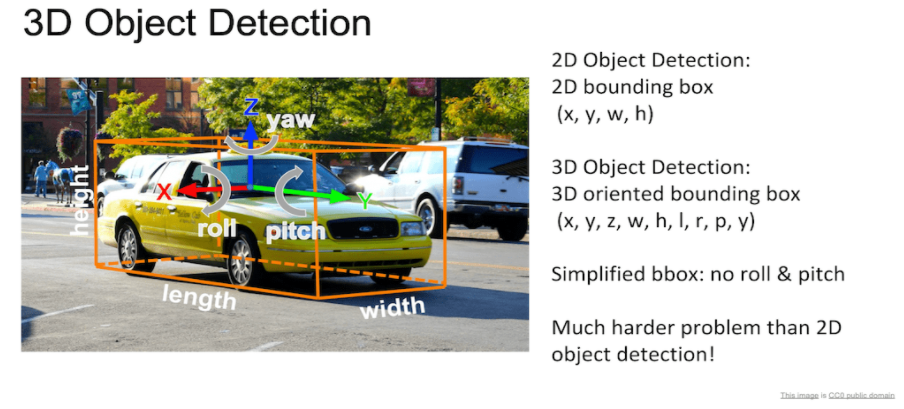 3D Object Detection
2D Object Detection:
2D bounding box
(x, y, w, h)
3D Object Detection:
3D oriented bounding box
(x, y, z, w, h, l, r, p, y)
Simplified bbox: no roll & pitch
Much harder problem than 2D
object detection!
Z
yaw
height
X
Y
roll
pitch
length
width
This image is CC0 public domain